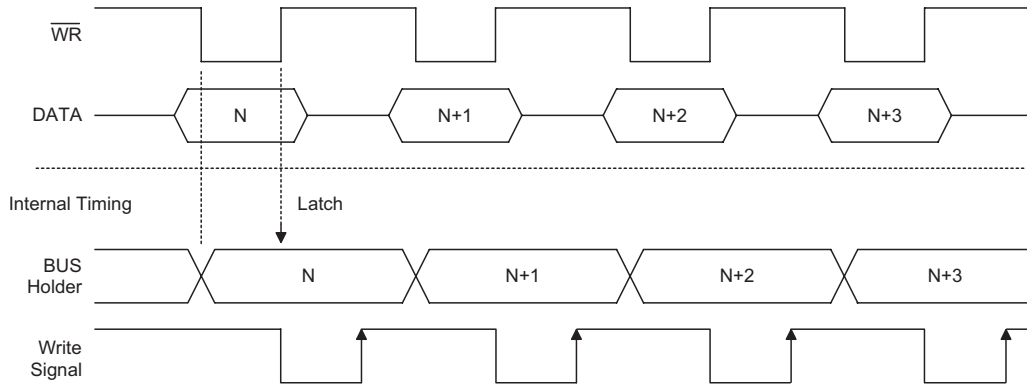 WR
DATA
N
N+1
N+2
N+3
Internal Timing
Latch
BUS
Holder
N
N+1
N+2
N+3
Write
Signal